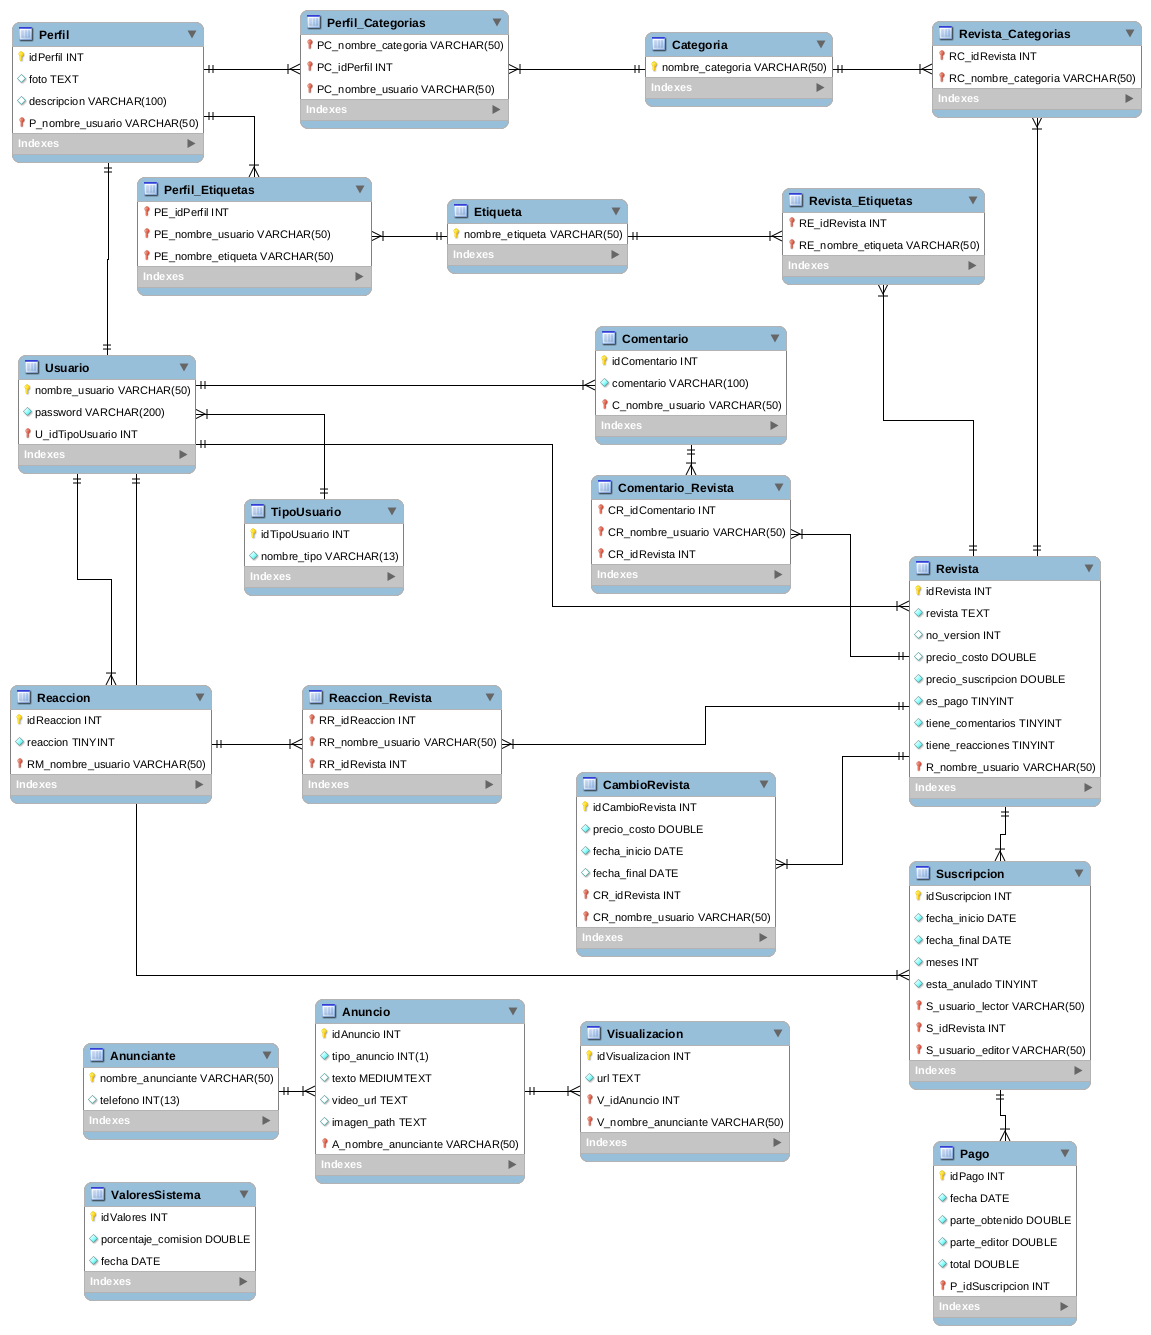 Perfil
idPerfil INT
foto TEXT
descripcion VARCHAR(100)
P_nombre_usuario VARCHAR(50)
Indexes
Perfil_Categorias
PC_nombre_categoria VARCHAR(50)
PC_idPerfil INT
PC_nombre_usuario VARCHAR(50)
Indexes
Categoria
nombre_categoria VARCHAR(50)
Indexes
Revista_Categorias
RC_idRevista INT
RC_nombre_categoria VARCHAR(50)
Indexes
Perfil_Etiquetas
PE_idPerfil INT
PE_nombre_usuario VARCHAR(50)
PE_nombre_etiqueta VARCHAR(50)
Indexes
Etiqueta
nombre_etiqueta VARCHAR(50)
Indexes
Revista_Etiquetas
RE_idRevista INT
RE_nombre_etiqueta VARCHAR(50)
Indexes
Usuario
nombre_usuario VARCHAR(50)
password VARCHAR(200)
U_idTipoUsuario INT
Indexes
Comentario
idComentario INT
comentario VARCHAR(100)
C_nombre_usuario VARCHAR(50)
Indexes
TipoUsuario
idTipoUsuario INT
nombre_tipo VARCHAR(13)
Indexes
Comentario_Revista
CR_idComentario INT
CR_nombre_usuario VARCHAR(50)
CR_idRevista INT
Indexes
Revista
idRevista INT
revista TEXT
no_version INT
precio_costo DOUBLE
precio_suscripcion DOUBLE
es_pago TINYINT
tiene_comentarios TINYINT
tiene_reacciones TINYINT
R_nombre_usuario VARCHAR(50)
Indexes
Reaccion
idReaccion INT
reaccion TINYINT
RM_nombre_usuario VARCHAR(50)
Indexes
Reaccion_Revista
RR_idReaccion INT
RR_nombre_usuario VARCHAR(50)
RR_idRevista INT
Indexes
CambioRevista
idCambioRevista INT
precio_costo DOUBLE
fecha_inicio DATE
fecha_final DATE
CR_idRevista INT
CR_nombre_usuario VARCHAR(50)
Indexes
Suscripcion
idSuscripcion INT
fecha_inicio DATE
fecha_final DATE
meses INT
esta_anulado TINYINT
S_usuario_lector VARCHAR(50)
S_idRevista INT
S_usuario_editor VARCHAR(50)
Indexes
Anunciante
nombre_anunciante VARCHAR(50)
telefono INT(13)
Indexes
Anuncio
idAnuncio INT
tipo_anuncio INT(1)
texto MEDIUMTEXT
video_url TEXT
imagen_path TEXT
A_nombre_anunciante VARCHAR(50)
Indexes
Visualizacion
idVisualizacion INT
url TEXT
V_idAnuncio INT
V_nombre_anunciante VARCHAR(50)
Indexes
ValoresSistema
idValores INT
porcentaje_comision DOUBLE
fecha DATE
Indexes
Pago
idPago INT
fecha DATE
parte_obtenido DOUBLE
parte_editor DOUBLE
total DOUBLE
P_idSuscripcion INT
Indexes